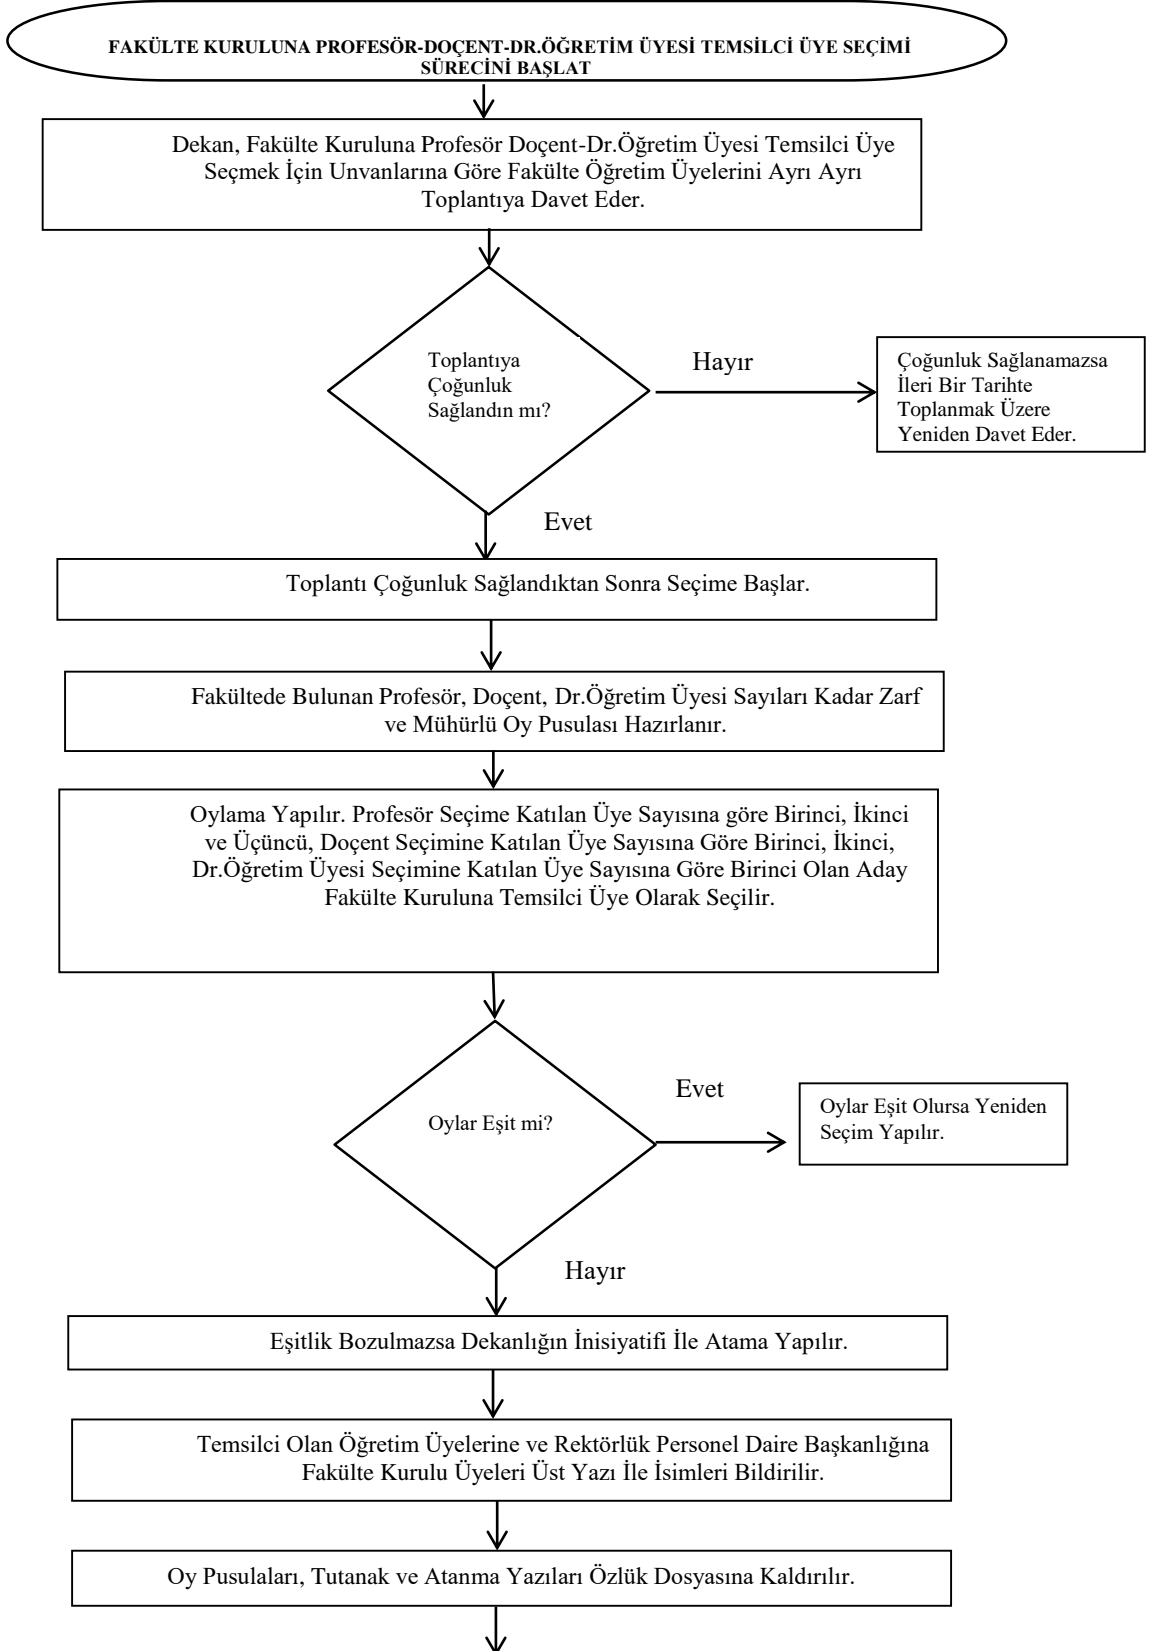 FAKÜLTE KURULUNA PROFESÖR-DOÇENT-DR.ÖĞRETİM ÜYESİ TEMSİLCİ ÜYE SEÇİMİ
SÜRECİNİ BAŞLAT
Dekan, Fakülte Kuruluna Profesör Doçent-Dr.Öğretim Üyesi Temsilci Üye
Seçmek İçin Unvanlarına Göre Fakülte Öğretim Üyelerini Ayrı Ayrı
Toplantıya Davet Eder.
Toplantıya
Çoğunluk
Sağlandın mı?
Hayır
Çoğunluk Sağlanamazsa
İleri Bir Tarihte
Toplanmak Üzere
Yeniden Davet Eder.
Evet
Toplantı Çoğunluk Sağlandıktan Sonra Seçime Başlar.
Fakültede Bulunan Profesör, Doçent, Dr.Öğretim Üyesi Sayıları Kadar Zarf
ve Mühürlü Oy Pusulası Hazırlanır.
Oylama Yapılır. Profesör Seçime Katılan Üye Sayısına göre Birinci, İkinci
ve Üçüncü, Doçent Seçimine Katılan Üye Sayısına Göre Birinci, İkinci,
Dr.Öğretim Üyesi Seçimine Katılan Üye Sayısına Göre Birinci Olan Aday
Fakülte Kuruluna Temsilci Üye Olarak Seçilir.
Oylar Eşit mi?
Evet
Oylar Eşit Olursa Yeniden
Seçim Yapılır.
Hayır
Eşitlik Bozulmazsa Dekanlığın İnisiyatifi İle Atama Yapılır.
Temsilci Olan Öğretim Üyelerine ve Rektörlük Personel Daire Başkanlığına
Fakülte Kurulu Üyeleri Üst Yazı İle İsimleri Bildirilir.
Oy Pusulaları, Tutanak ve Atanma Yazıları Özlük Dosyasına Kaldırılır.